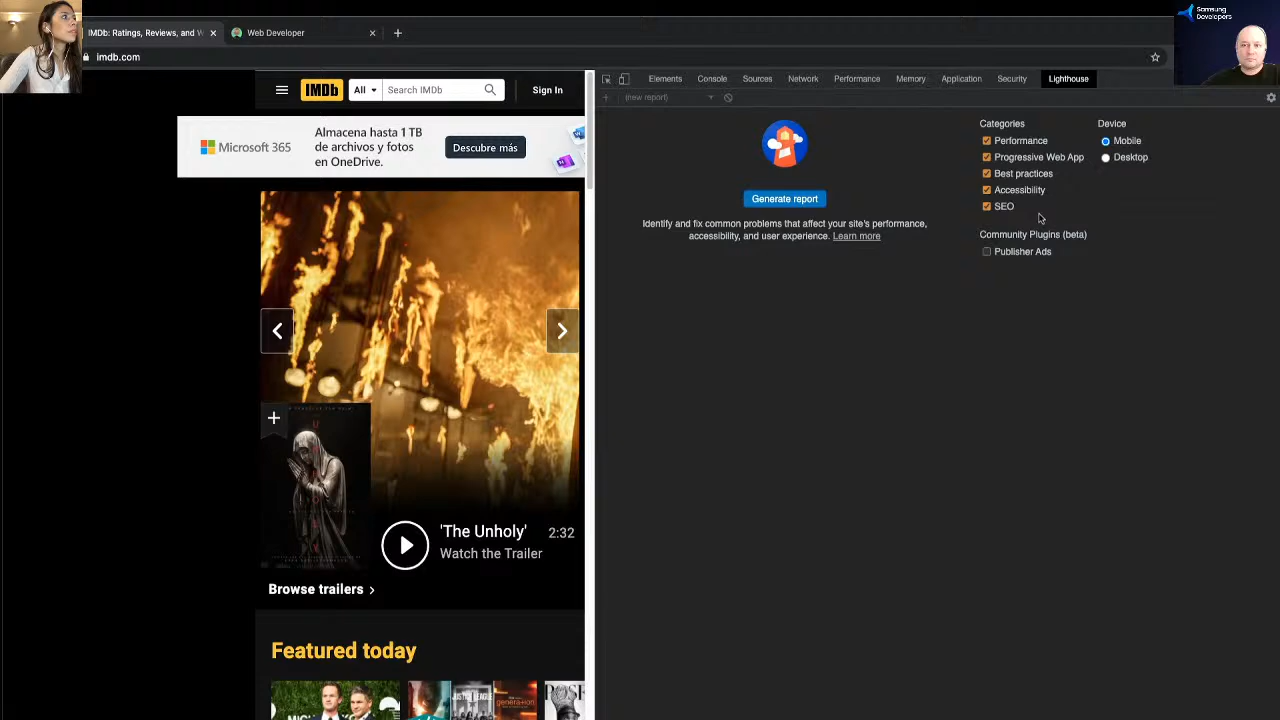 Samsung
Developers
IMDb: Ratings, Reviews, and W
Web Developer
imdb.com
IMDb
All
Search IMDb
Sign In
Elements
Console
Sources
Network
Performance
Memory
Application
Security
Lighthouse
(new report)
Microsoft 365
Almacena hasta 1 TB
de archivos y fotos
en OneDrive.
Descubre más
Generate report
Identify and fix common problems that affect your site's performance,
accessibility, and user experience. Learn more
Categories
Performance
Progressive Web App
Best practices
Accessibility
SEO
Community Plugins (beta)
Publisher Ads
Device
Mobile
Desktop
'The Unholy'
2:32
Watch the Trailer
Browse trailers
Featured today
JUSTICE LEAGUE
generation
POSE